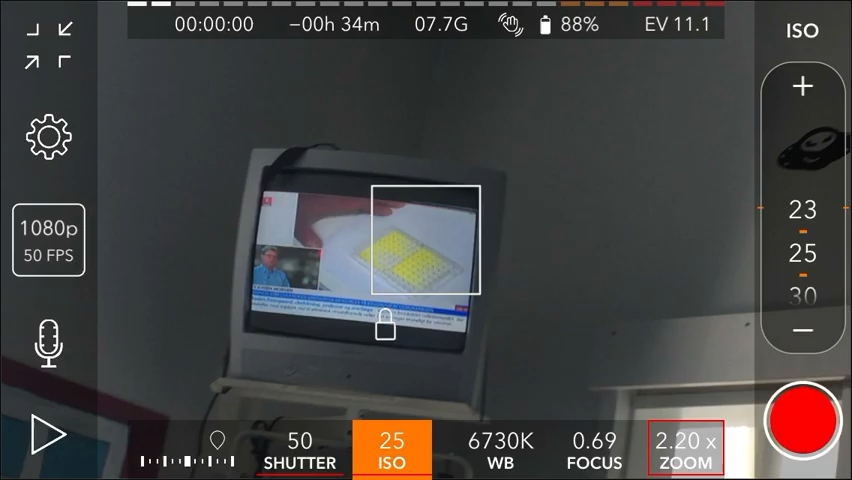 00:00:00 −00h 34m 07.7G 88% EV 11.1
ISO
1080p
50 FPS
23
25
30
50
SHUTTER
25
ISO
6730K
WB
0.69
FOCUS
2.20 x
ZOOM